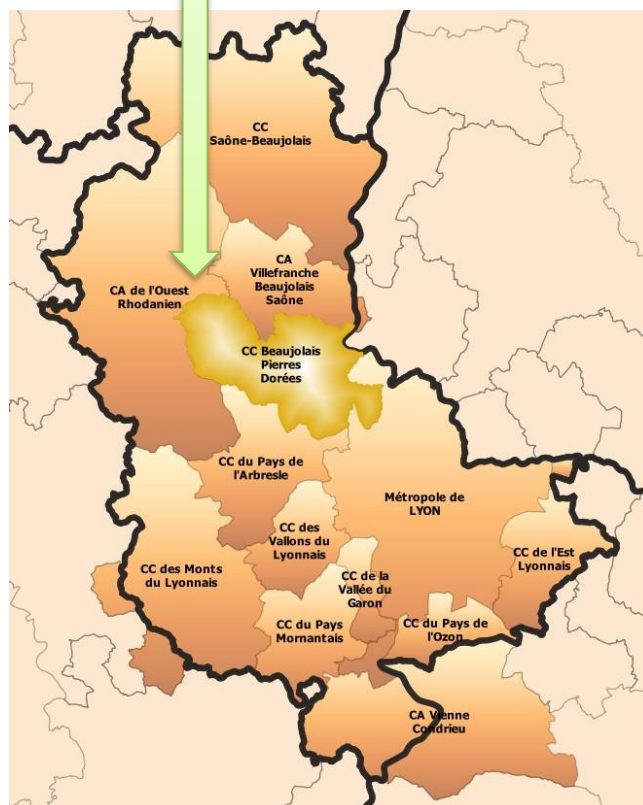 CC
Saône-Beaujolais
CA
Villefranche
Beaujolais
Saône
CA de l'Ouest
Rhodanien
CC Beaujolais
Pierres
Dorées
CC du Pays de
l'Arbresle
Métropole de
LYON
CC des
Vallons du
Lyonnais
CC de l'Est
Lyonnais
CC des Monts
du Lyonnais
CC de la
Vallée du
Garon
CC du Pays
Mornantais
CC du Pays de
l'Ozon
CA Vienne
Condrieu